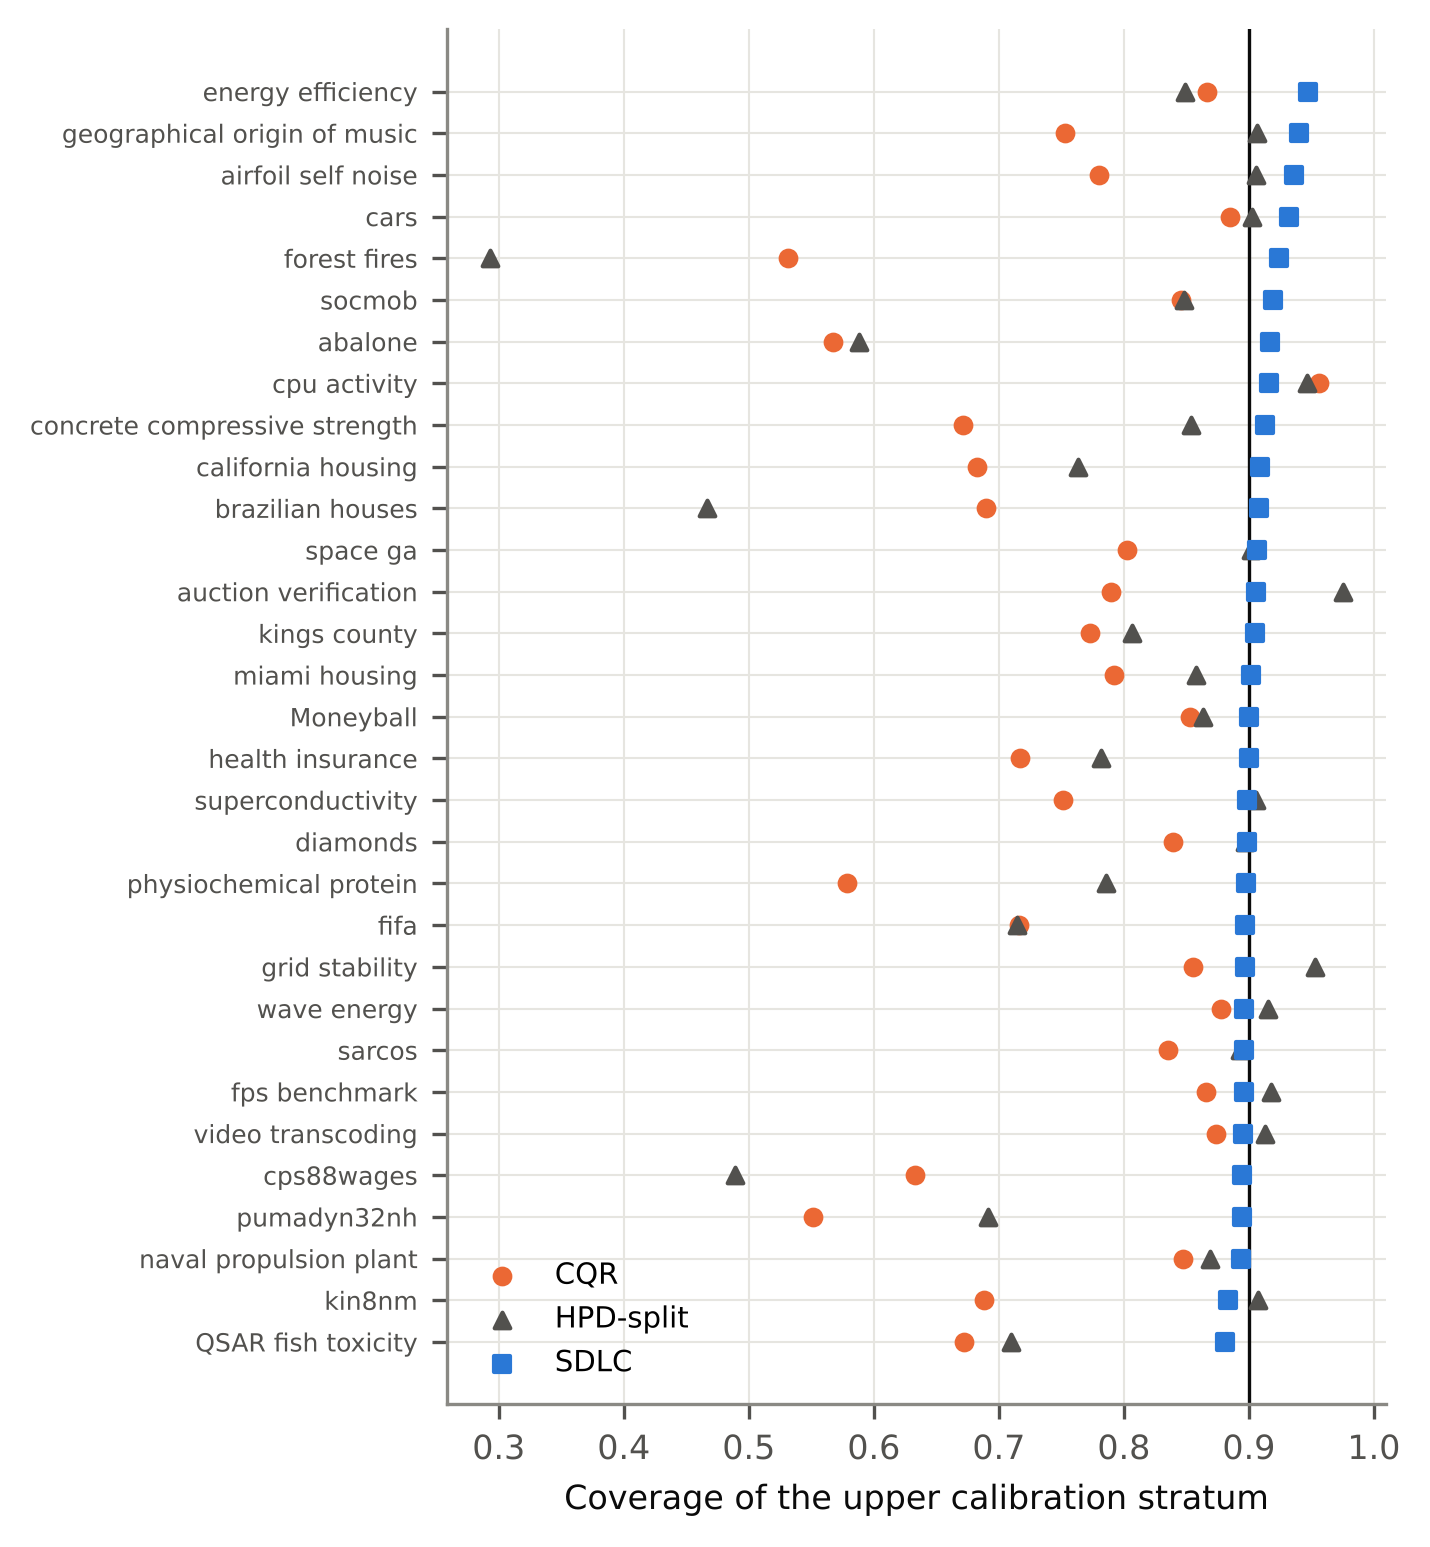 energy efficiency
geographical origin of music
airfoil self noise
cars
forest fires
socmob
abalone
cpu activity
concrete compressive strength
california housing
brazilian houses
space ga
auction verification
kings county
miami housing
Moneyball
health insurance
superconductivity
diamonds
physiochemical protein
fifa
grid stability
wave energy
sarcos
fps benchmark
video transcoding
cps88wages
pumadyn32nh
naval propulsion plant
kin8nm
QSAR fish toxicity
CQR
HPD-split
SDLC
0.3 0.4 0.5 0.6 0.7 0.8 0.9 1.0
Coverage of the upper calibration stratum